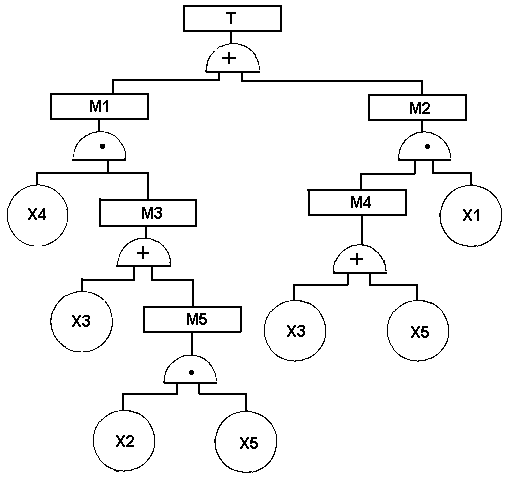 T
+
M1 M2
• •
X4 M3 M4 X1
+ +
X3 M5 X3 X5
•
X2 X5